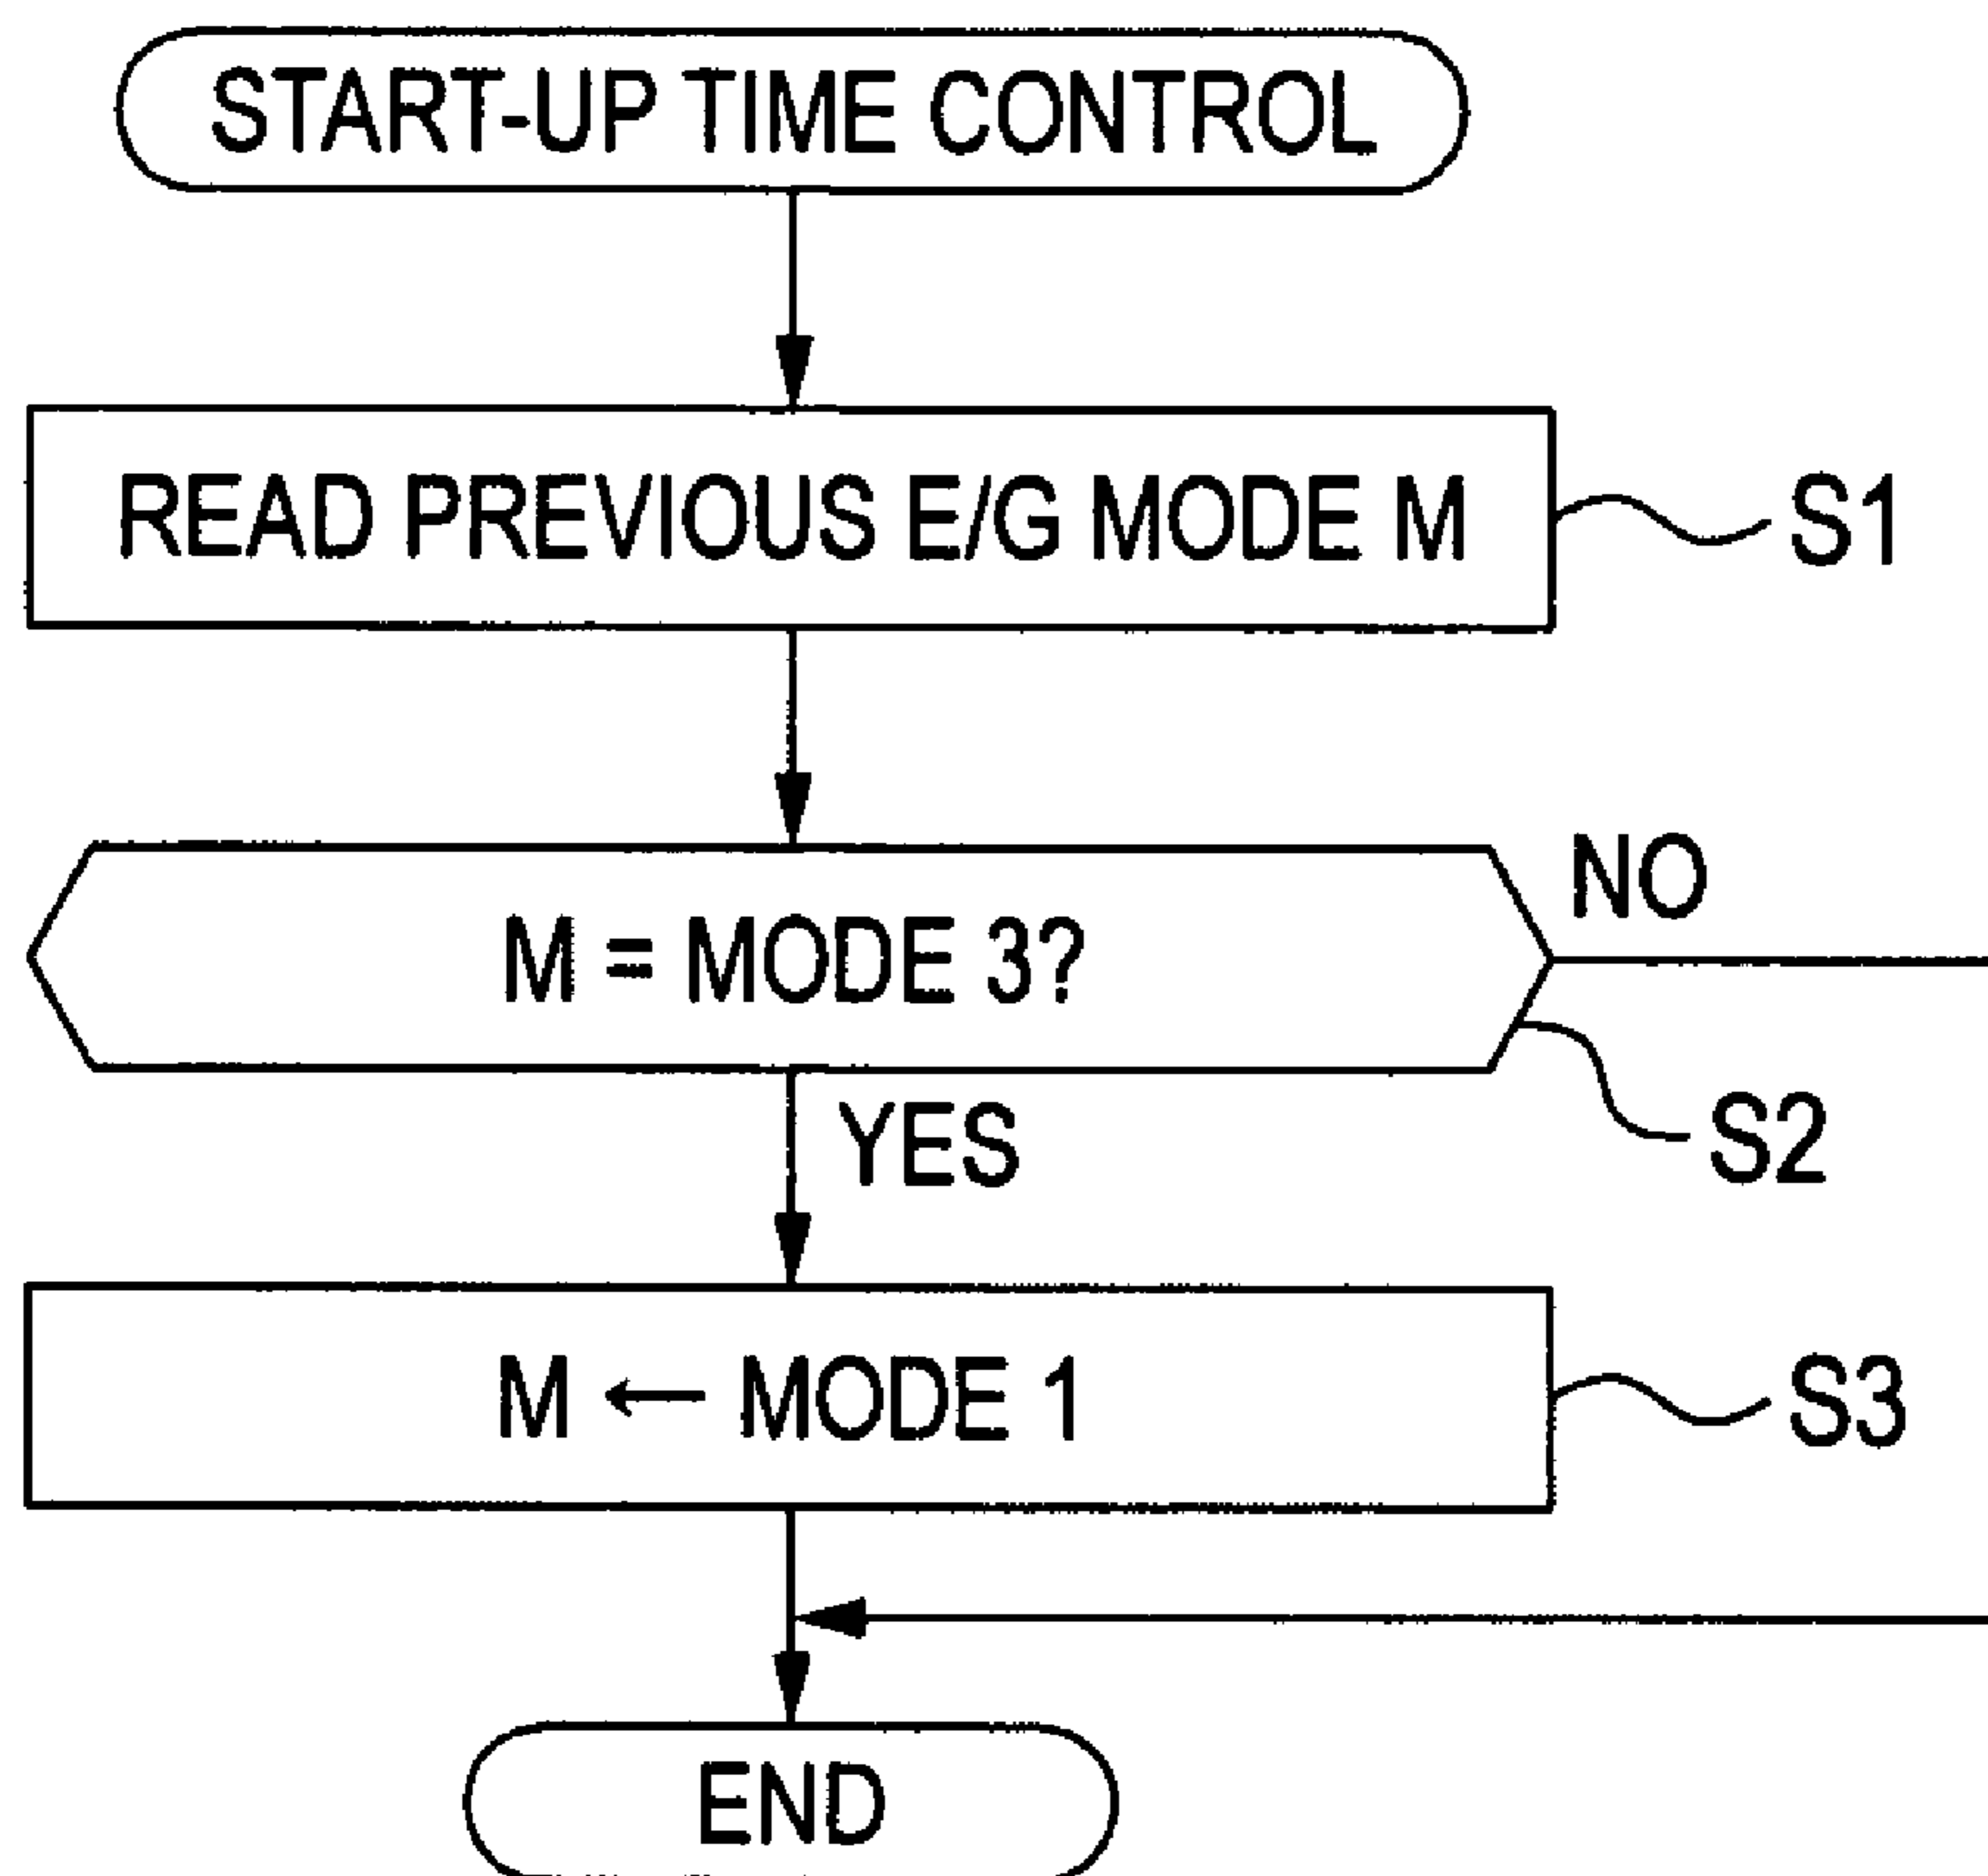 START-UP TIME CONTROL
READ PREVIOUS E/G MODE M
S1
M = MODE 3?
NO
S2
YES
M ← MODE 1
S3
END